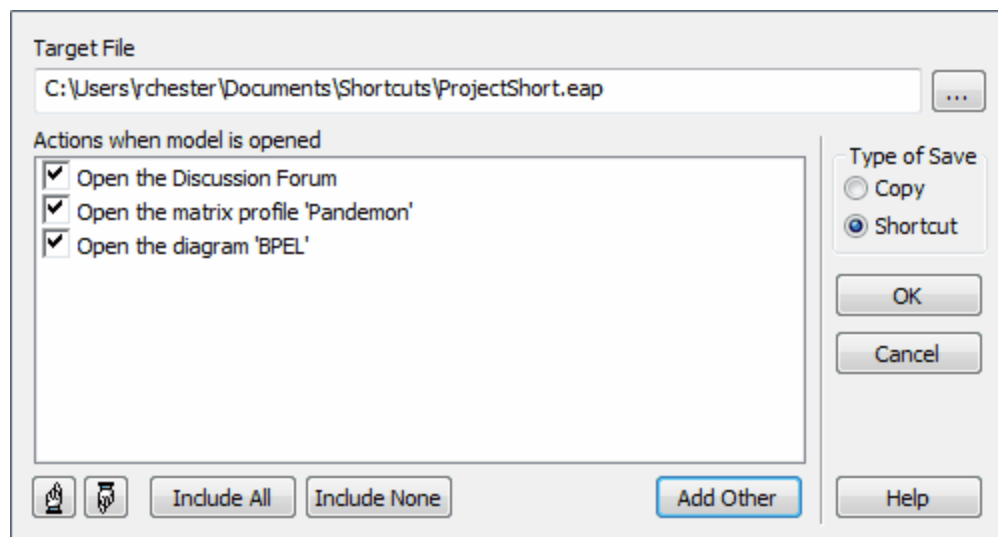 Target File
C:\Users\rchester\Documents\Shortcuts\ProjectShort.eap
...
Actions when model is opened
Open the Discussion Forum
Open the matrix profile 'Pandemon'
Open the diagram 'BPEL'
Type of Save
Copy
Shortcut
OK
Cancel
Include All
Include None
Add Other
Help